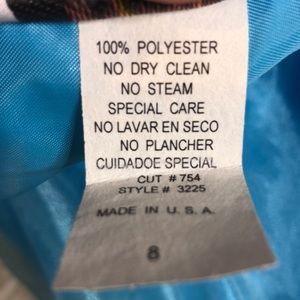 100% POLYESTER
NO DRY CLEAN
NO STEAM
SPECIAL CARE
NO LAVAR EN SECO
NO PLANCHER
CUIDADOE SPECIAL
CUT # 754
STYLE # 3225
MADE IN U. S. A.
8